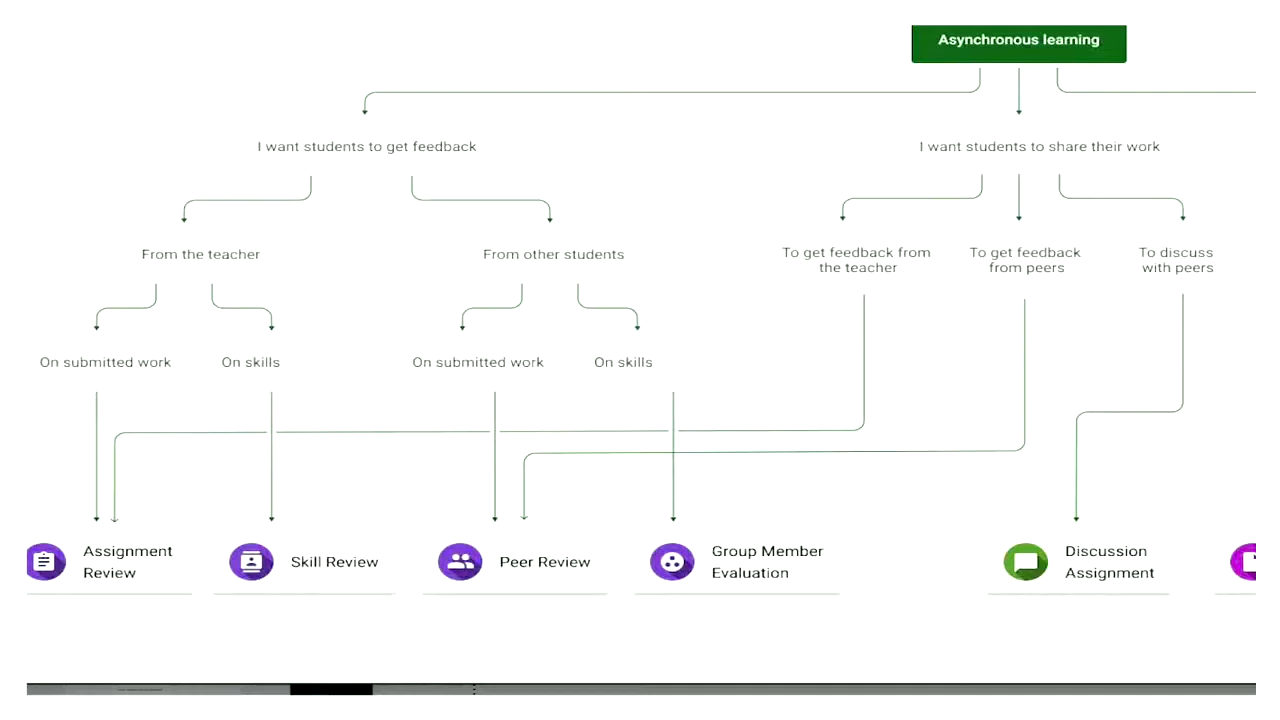 Asynchronous learning
I want students to get feedback
I want students to share their work
From the teacher
From other students
To get feedback from
the teacher
To get feedback
from peers
To discuss
with peers
On submitted work
On skills
On submitted work
On skills
Assignment
Review
Skill Review
Peer Review
Group Member
Evaluation
Discussion
Assignment